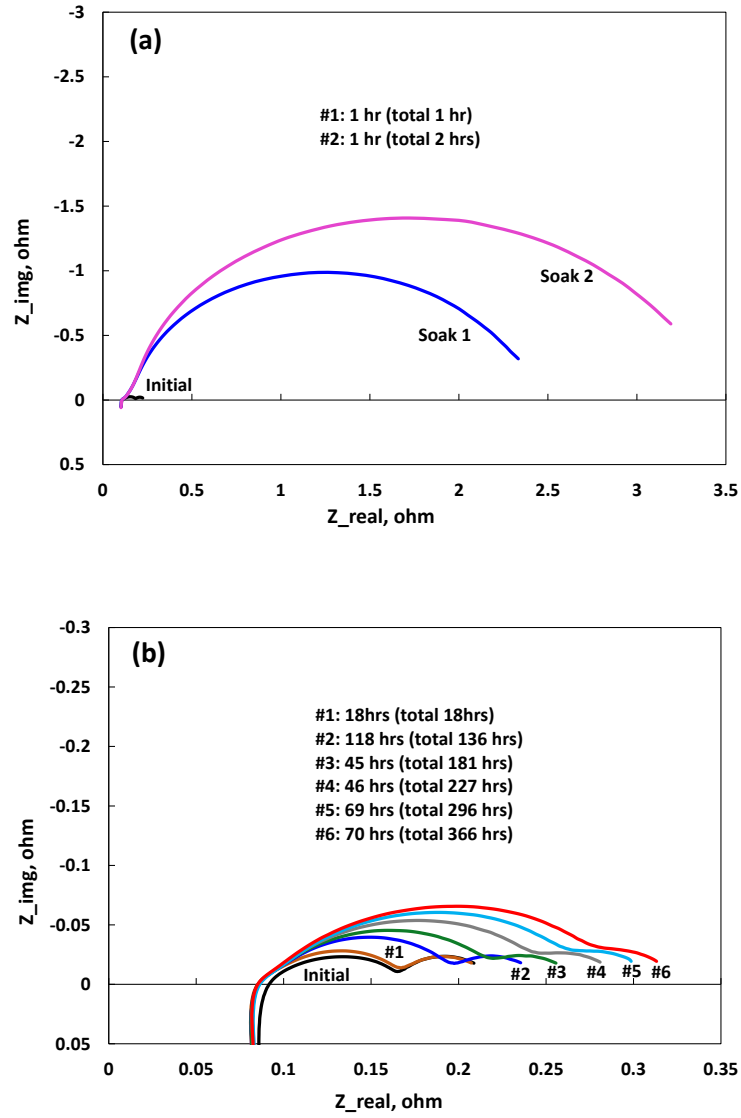 (a)
-3
-2.5
-2
-1.5
-1
-0.5
0
0.5
Z_img, ohm
#1: 1 hr (total 1 hr)
#2: 1 hr (total 2 hrs)
Soak 2
Soak 1
Initial
0
0.5
1
1.5
2
2.5
3
3.5
Z_real, ohm
(b)
-0.3
-0.25
-0.2
-0.15
-0.1
-0.05
0
0.05
Z_img, ohm
#1: 18hrs (total 18hrs)
#2: 118 hrs (total 136 hrs)
#3: 45 hrs (total 181 hrs)
#4: 46 hrs (total 227 hrs)
#5: 69 hrs (total 296 hrs)
#6: 70 hrs (total 366 hrs)
#1
Initial
#2
#3
#4
#5
#6
0
0.05
0.1
0.15
0.2
0.25
0.3
0.35
Z_real, ohm